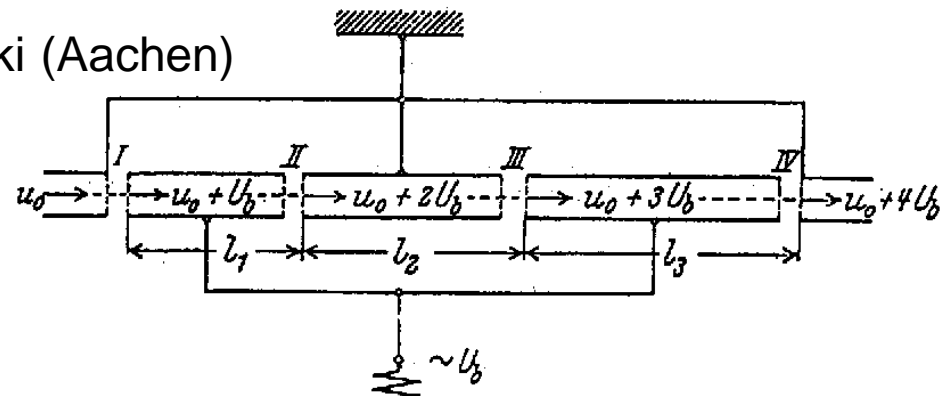 ki (Aachen)
I II III IV
u₀ u₀ + U_b u₀ + 2U_b u₀ + 3U_b u₀ + 4U_b
l₁ l₂ l₃
~U_b